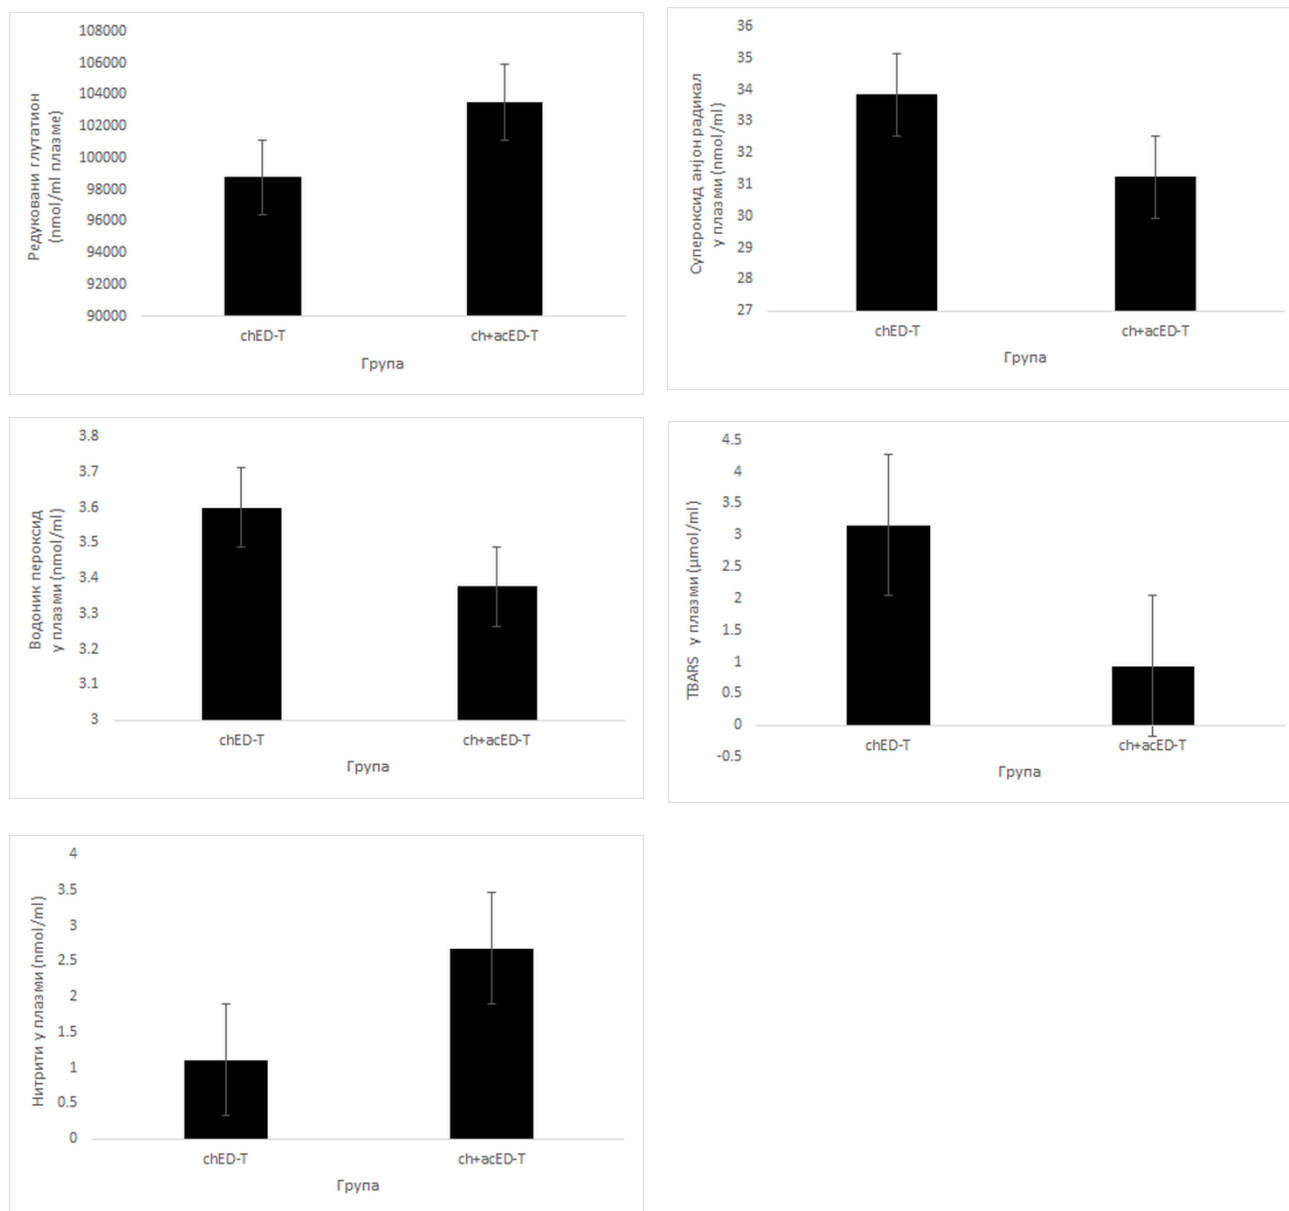 Редуковани глутатион
(nmol/ml плазме)
108000
106000
104000
102000
100000
98000
96000
94000
92000
90000
chED-T
ch+acED-T
Група
Супероксид анјон радикал
у плазми (nmol/ml)
36
35
34
33
32
31
30
29
28
27
chED-T
ch+acED-T
Група
Водоник пероксид
у плазми (nmol/ml)
3.8
3.7
3.6
3.5
3.4
3.3
3.2
3.1
3
chED-T
ch+acED-T
Група
TBARS у плазми (µmol/ml)
4.5
4
3.5
3
2.5
2
1.5
1
0.5
0
-0.5
chED-T
ch+acED-T
Група
Нитрити у плазми (nmol/ml)
4
3.5
3
2.5
2
1.5
1
0.5
0
chED-T
ch+acED-T
Група